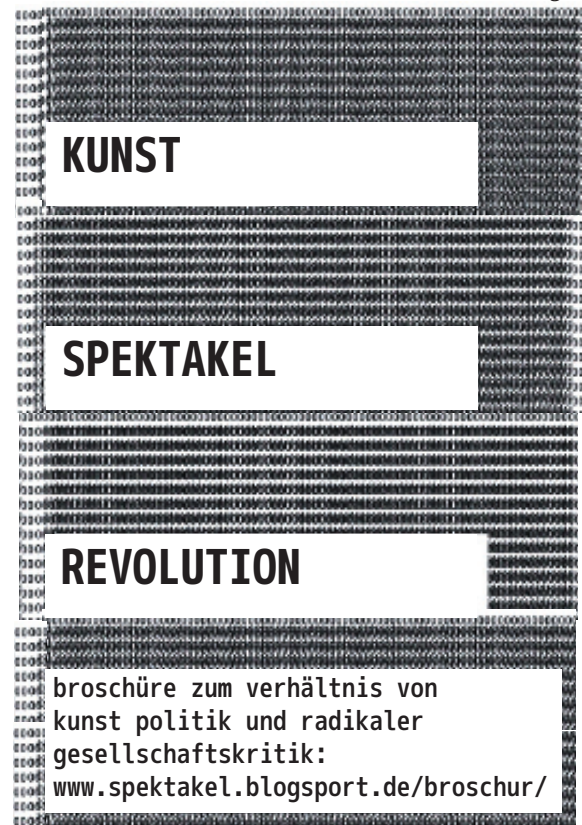 KUNST
SPEKTAKEL
REVOLUTION
broschüre zum verhältnis von
kunst politik und radikaler
gesellschaftskritik:
www.spektakel.blogsport.de/broschur/